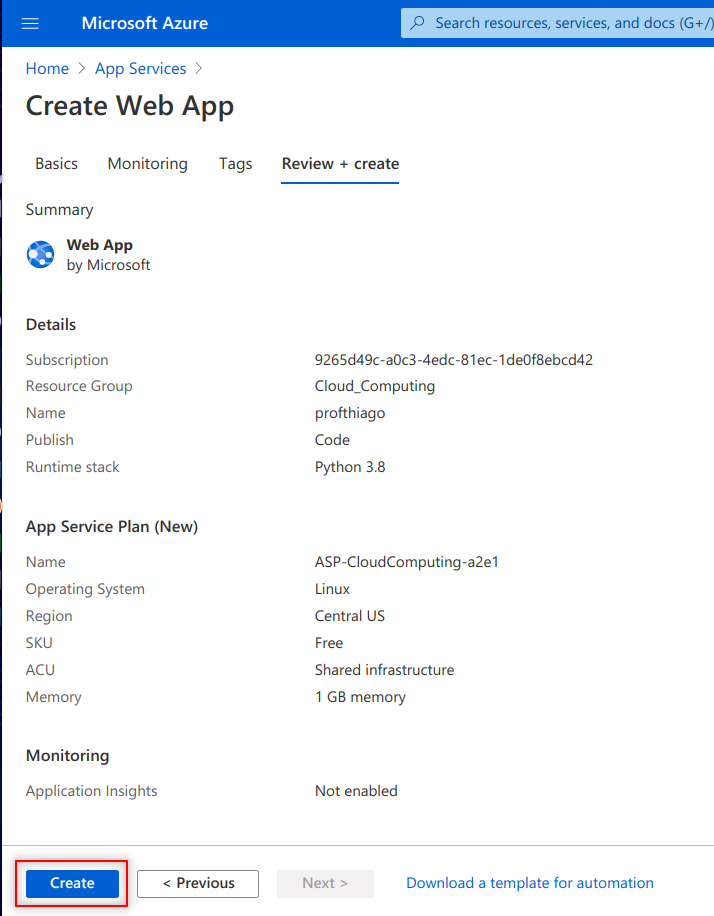 Microsoft Azure
Search resources, services, and docs (G+/)
Home > App Services >
Create Web App
Basics Monitoring Tags Review + create
Summary
Web App
by Microsoft
Details
Subscription 9265d49c-a0c3-4edc-81ec-1de0f8ebcd42
Resource Group Cloud_Computing
Name profthiago
Publish Code
Runtime stack Python 3.8
App Service Plan (New)
Name ASP-CloudComputing-a2e1
Operating System Linux
Region Central US
SKU Free
ACU Shared infrastructure
Memory 1 GB memory
Monitoring
Application Insights Not enabled
Create < Previous Next > Download a template for automation